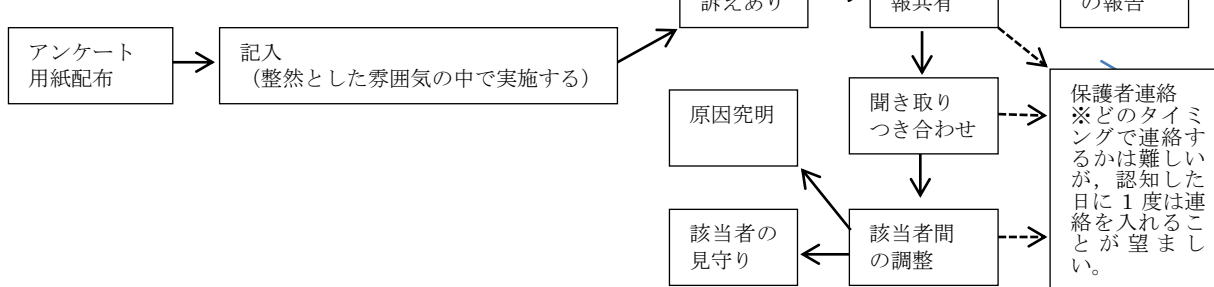 訴えあり
報共有
の報告
アンケート
用紙配布
記入
（整然とした雰囲気の中で実施する）
原因究明
聞き取り
つき合わせ
保護者連絡
※どのタイミ
ングで連絡す
るかは難しい
が，認知した
日に 1 度は連
絡を入れるこ
とが望まし
い。
該当者の
見守り
該当者間
の調整